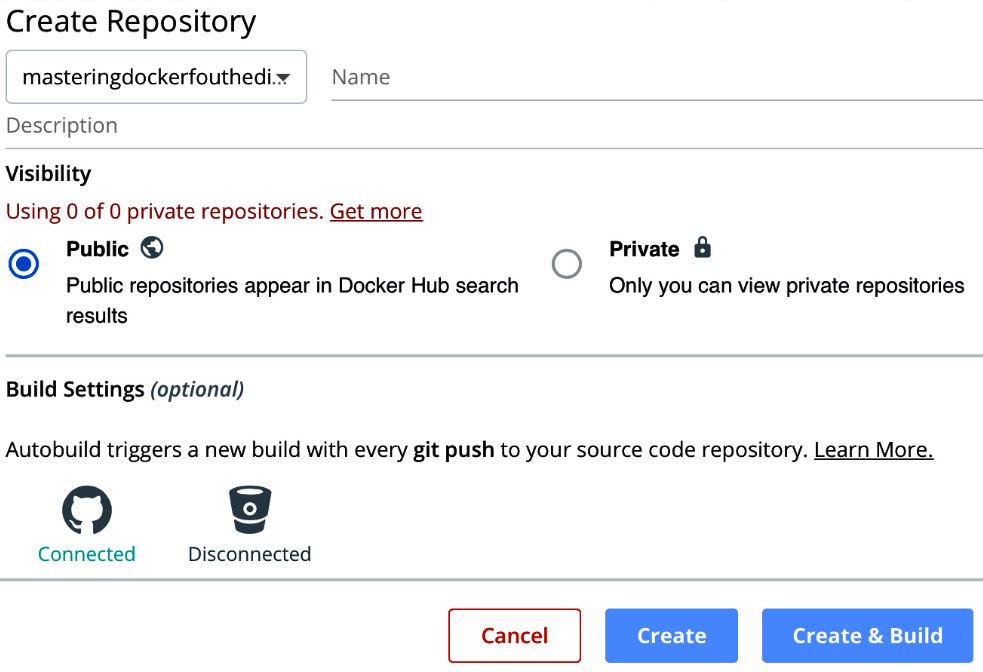 Create Repository
masteringdockerfouthedi... Name
Description
Visibility
Using 0 of 0 private repositories. Get more
Public
Public repositories appear in Docker Hub search
results
Private
Only you can view private repositories
Build Settings (optional)
Autobuild triggers a new build with every git push to your source code repository. Learn More.
Connected Disconnected
Cancel Create Create & Build